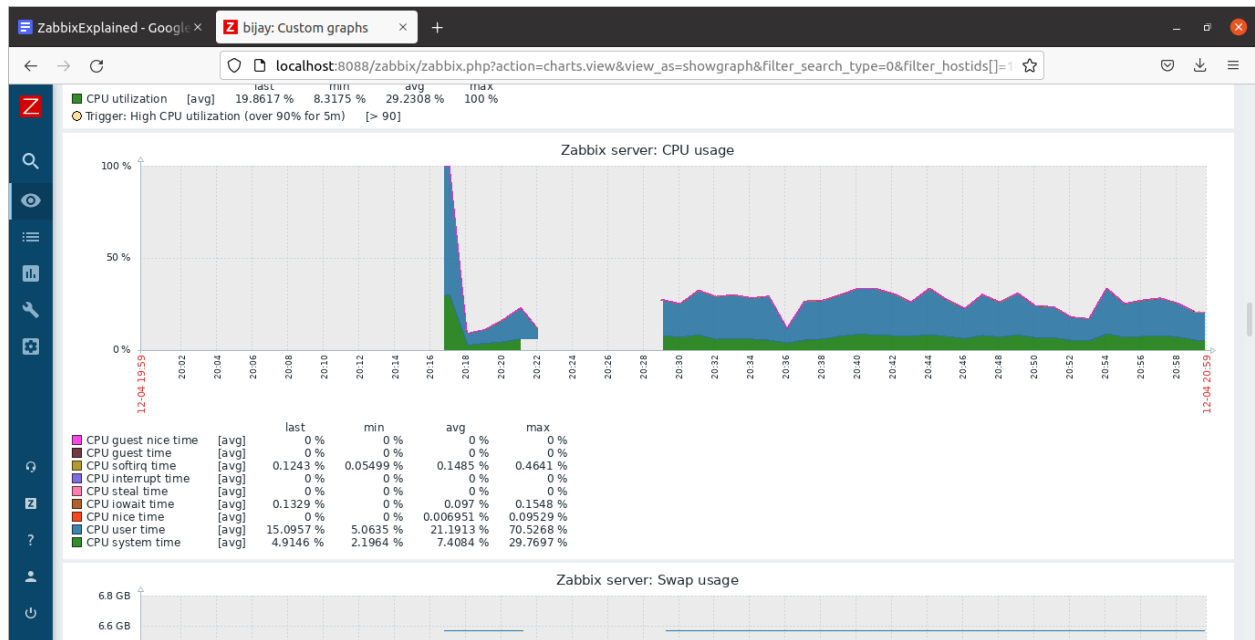 ZabbixExplained - Google
Z bijay: Custom graphs
localhost:8088/zabbix/zabbix.php?action=charts.view&view_as=showgraph&filter_search_type=0&filter_hostids[]=1
Z
last min avg max
CPU utilization [avg] 19.8617 % 8.3175 % 29.2308 % 100 %
Trigger: High CPU utilization (over 90% for 5m) [> 90]
Zabbix server: CPU usage
100 %
50 %
0 %
12-04 19:59 20:02 20:04 20:06 20:08 20:10 20:12 20:14 20:16 20:18 20:20 20:22 20:24 20:26 20:28 20:30 20:32 20:34 20:36 20:38 20:40 20:42 20:44 20:46 20:48 20:50 20:52 20:54 20:56 20:58 12-04 20:59
last min avg max
CPU guest nice time [avg] 0 % 0 % 0 % 0 %
CPU guest time [avg] 0 % 0 % 0 % 0 %
CPU softirq time [avg] 0.1243 % 0.05499 % 0.1485 % 0.4641 %
CPU interrupt time [avg] 0 % 0 % 0 % 0 %
CPU steal time [avg] 0 % 0 % 0 % 0 %
CPU iowait time [avg] 0.1329 % 0 % 0.097 % 0.1548 %
CPU nice time [avg] 0 % 0 % 0.006951 % 0.09529 %
CPU user time [avg] 15.0957 % 5.0635 % 21.1913 % 70.5268 %
CPU system time [avg] 4.9146 % 2.1964 % 7.4084 % 29.7697 %
Z
?
Zabbix server: Swap usage
6.8 GB
6.6 GB